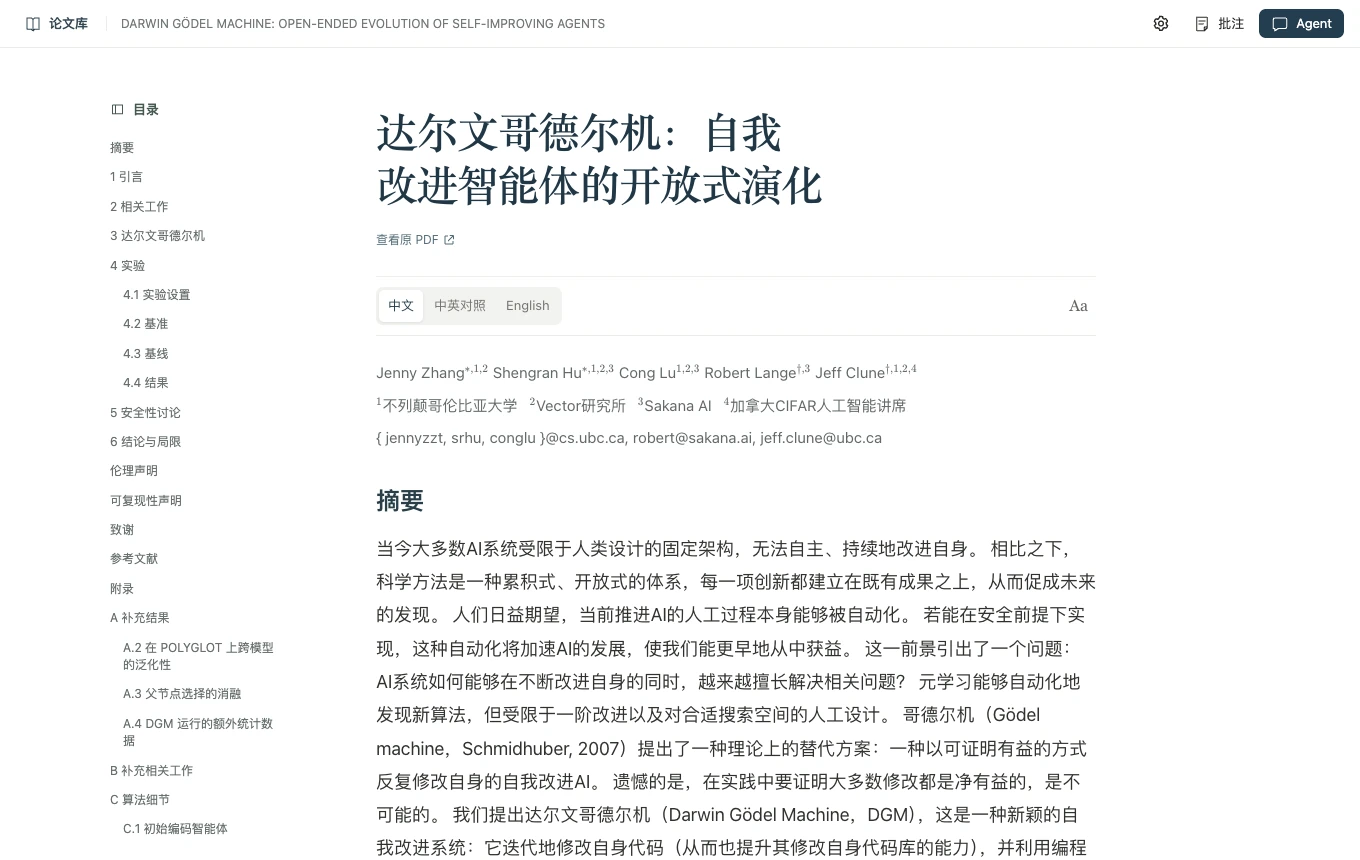 论文库
DARWIN GÖDEL MACHINE: OPEN-ENDED EVOLUTION OF SELF-IMPROVING AGENTS
批注
Agent
目录
摘要
1 引言
2 相关工作
3 达尔文哥德尔机
4 实验
4.1 实验设置
4.2 基准
4.3 基线
4.4 结果
5 安全性讨论
6 结论与局限
伦理声明
可复现性声明
致谢
参考文献
附录
A 补充结果
A.2 在 POLYGLOT 上跨模型
的泛化性
A.3 父节点选择的消融
A.4 DGM 运行的额外统计数
据
B 补充相关工作
C 算法细节
C.1 初始编码智能体
达尔文哥德尔机：自我
改进智能体的开放式演化
查看原 PDF
中文
中英对照
English
Aa
Jenny Zhang*,1,2 Shengran Hu*,1,2,3 Cong Lu1,2,3 Robert Lange†,3 Jeff Clune†,1,2,4
1不列颠哥伦比亚大学 2Vector研究所 3Sakana AI 4加拿大CIFAR人工智能讲席
{ jennyzzt, srhu, conglu }@cs.ubc.ca, robert@sakana.ai, jeff.clune@ubc.ca
摘要
当今大多数AI系统受限于人类设计的固定架构，无法自主、持续地改进自身。 相比之下，
科学方法是一种累积式、开放式的体系，每一项创新都建立在既有成果之上，从而促成未来
的发现。 人们日益期望，当前推进AI的人工过程本身能够被自动化。 若能在安全前提下实
现，这种自动化将加速AI的发展，使我们能更早地从中获益。 这一前景引出了一个问题：
AI系统如何能够在不断改进自身的同时，越来越擅长解决相关问题？ 元学习能够自动化地
发现新算法，但受限于一阶改进以及对合适搜索空间的人工设计。 哥德尔机（Gödel
machine，Schmidhuber, 2007）提出了一种理论上的替代方案：一种以可证明有益的方式
反复修改自身的自我改进AI。 遗憾的是，在实践中要证明大多数修改都是净有益的，是不
可能的。 我们提出达尔文哥德尔机（Darwin Gödel Machine，DGM），这是一种新颖的自
我改进系统：它迭代地修改自身代码（从而也提升其修改自身代码库的能力），并利用编程